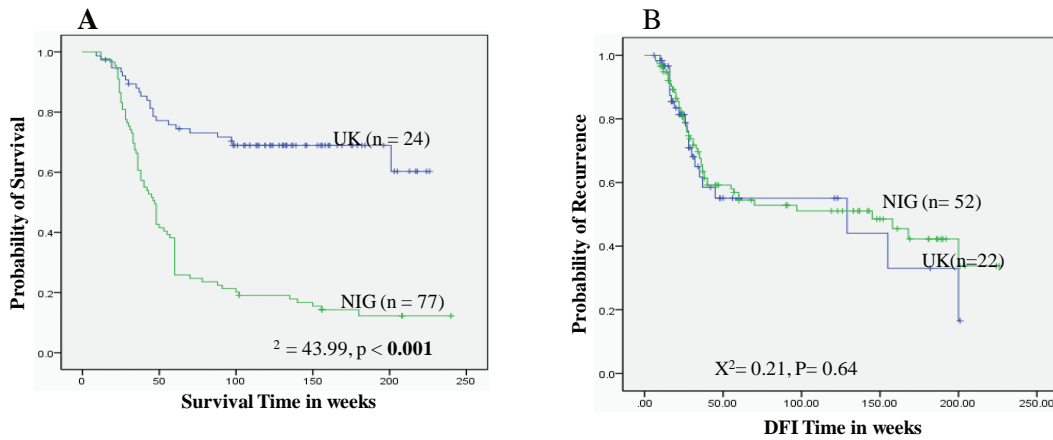 A
Probability of Survival
1.0
0.8
0.6
0.4
0.2
0.0
UK (n = 24)
NIG (n = 77)
² = 43.99, p < 0.001
0
50
100
150
200
250
Survival Time in weeks
B
Probability of Recurrence
1.0
0.8
0.6
0.4
0.2
0.0
NIG (n= 52)
UK(n=22)
X²= 0.21, P= 0.64
.00
50.00
100.00
150.00
200.00
250.00
DFI Time in weeks